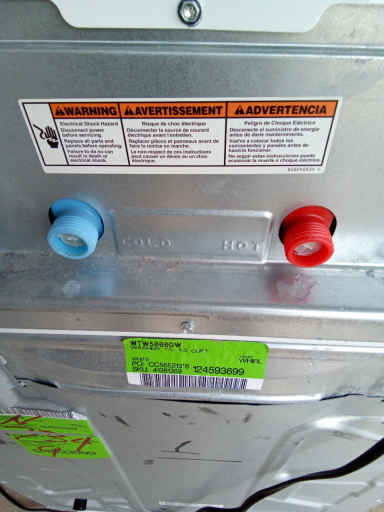 WARNING
Electrical Shock Hazard
Disconnect power
before servicing.
Replace all parts and
panels before operating.
Failure to do so can
result in death or
electrical shock.
AVERTISSEMENT
Risque de choc électrique
Déconnecter la source de courant
électrique avant l'entretien.
Replacer pièces et panneaux avant de
faire la remise en marche.
Le non-respect de ces instructions
peut causer un décès ou un choc
électrique.
ADVERTENCIA
Peligro de Choque Eléctrico
Desconecte el suministro de energía
antes de darle mantenimiento.
Vuelva a colocar todos los
componentes y paneles antes de
hacerlo funcionar.
No seguir estas instrucciones puede
ocasionar la muerte o choque eléctrico.
COLD HOT
WHITE
WHIRL
SKU: 124593699